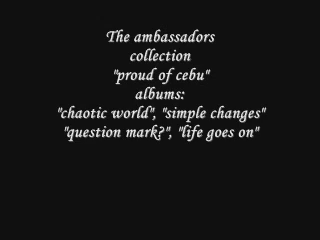 The ambassadors
collection
"proud of cebu"
albums:
"chaotic world", "simple changes"
"question mark?", "life goes on"